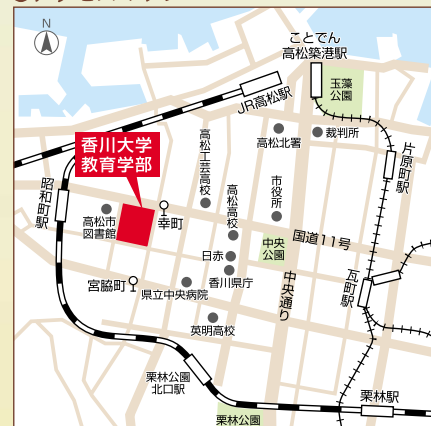 N
ことでん
高松築港駅
玉藻
公園
JR高松駅
高松北署
裁判所
片原町駅
香川大学
教育学部
高松工芸高校
昭和町駅
高松高校
市役所
高松市
図書館
幸町
国道11号
中央
公園
日赤
香川県庁
宮脇町
県立中央病院
中央通り
瓦町駅
英明高校
栗林公園
北口駅
栗林駅
栗林公園